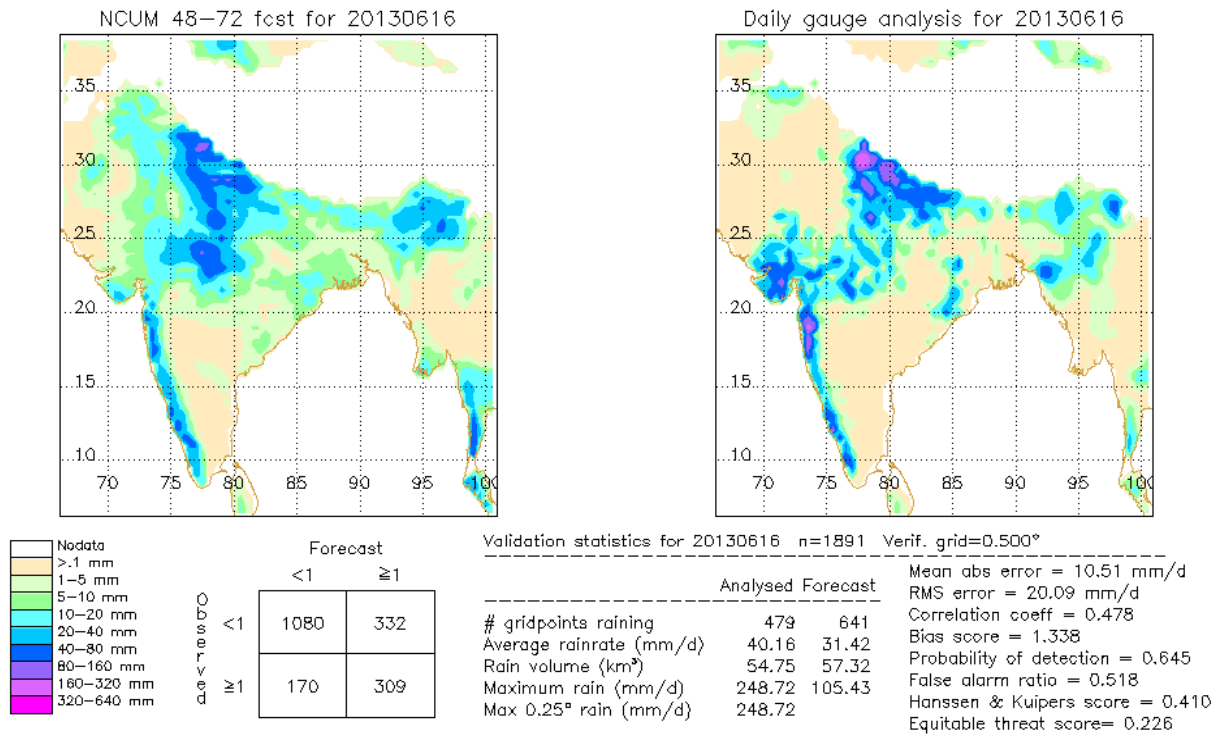 NCUM 48–72 fcst for 20130616
35
30
25
20
15
10
70 75 80 85 90 95 100
Daily gauge analysis for 20130616
35
30
25
20
15
10
70 75 80 85 90 95 100
Nodata
>.1 mm
1–5 mm
5–10 mm
10–20 mm
20–40 mm
40–80 mm
80–160 mm
160–320 mm
320–640 mm
Forecast
<1 ≧1
Observed
<1 1080 332
≧1 170 309
Validation statistics for 20130616 n=1891 Verif. grid=0.500°
Analysed Forecast
# gridpoints raining 479 641
Average rainrate (mm/d) 40.16 31.42
Rain volume (km³) 54.75 57.32
Maximum rain (mm/d) 248.72 105.43
Max 0.25° rain (mm/d) 248.72
Mean abs error = 10.51 mm/d
RMS error = 20.09 mm/d
Correlation coeff = 0.478
Bias score = 1.338
Probability of detection = 0.645
False alarm ratio = 0.518
Hanssen & Kuipers score = 0.410
Equitable threat score= 0.226